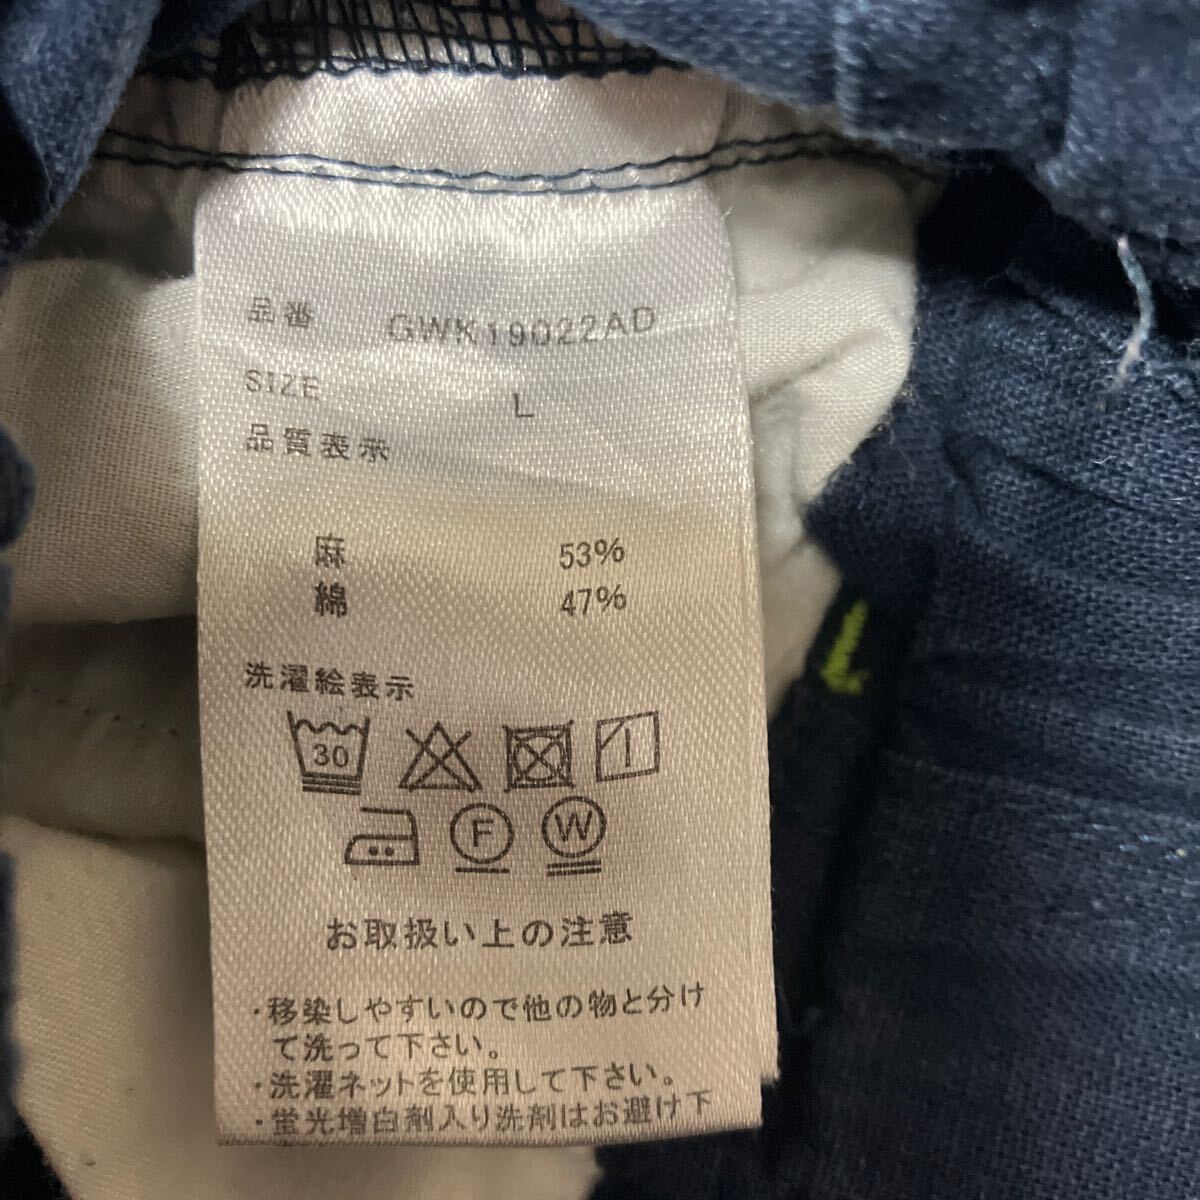 品番 GWK19022AD
SIZE L
品質表示
麻 53%
綿 47%
洗濯絵表示
30
F W
お取扱い上の注意
・移染しやすいので他の物と分け
て洗って下さい。
・洗濯ネットを使用して下さい。
・蛍光増白剤入り洗剤はお避け下